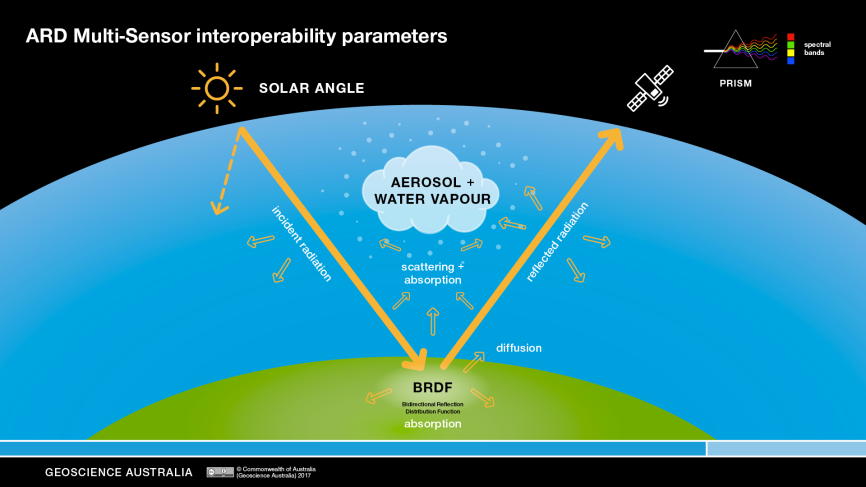 ARD Multi-Sensor interoperability parameters
SOLAR ANGLE
spectral
bands
PRISM
AEROSOL +
WATER VAPOUR
incident radiation
reflected radiation
scattering +
absorption
diffusion
BRDF
Bidirectional Reflection
Distribution Function
absorption
GEOSCIENCE AUSTRALIA
© Commonwealth of Australia
(Geoscience Australia) 2017